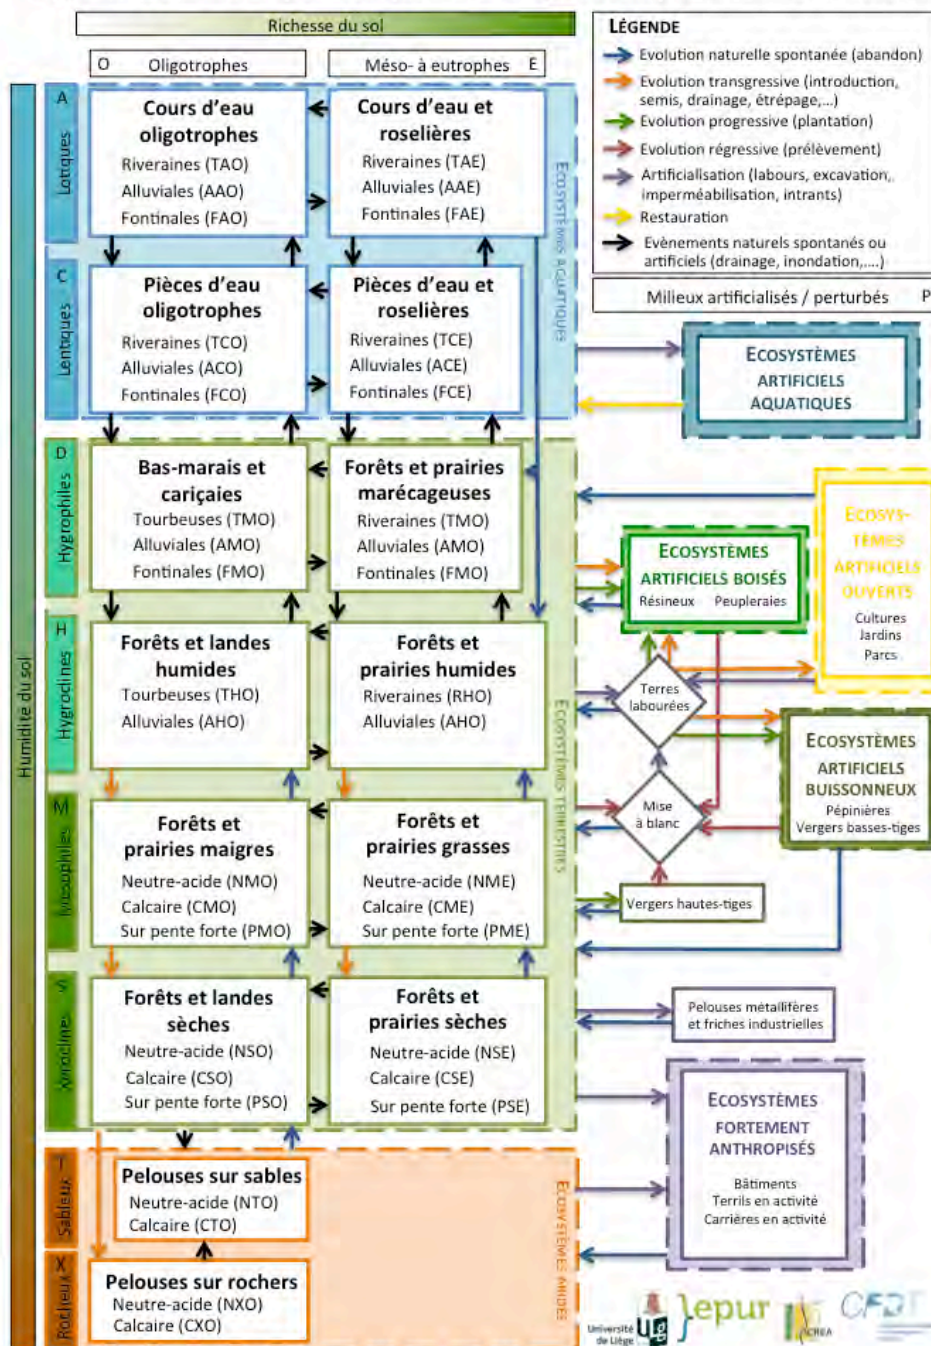 Richesse du sol
O Oligotrophes
Méso- à eutrophes E
LÉGENDE
Evolution naturelle spontanée (abandon)
Evolution transgressive (introduction,
semis, drainage, étrépage,...)
Evolution progressive (plantation)
Evolution régressive (prélèvement)
Artificialisation (labours, excavation,
imperméabilisation, intrants)
Restauration
Evènements naturels spontanés ou
artificiels (drainage, inondation,....)
Milieux artificialisés / perturbés P
Humidité du sol
A
Lotiques
Cours d'eau
oligotrophes
Riveraines (TAO)
Alluviales (AAO)
Fontinales (FAO)
Cours d'eau et
roselières
Riveraines (TAE)
Alluviales (AAE)
Fontinales (FAE)
ECOSYSTÈMES AQUATIQUES
C
Lentiques
Pièces d'eau
oligotrophes
Riveraines (TCO)
Alluviales (ACO)
Fontinales (FCO)
Pièces d'eau et
roselières
Riveraines (TCE)
Alluviales (ACE)
Fontinales (FCE)
ECOSYSTÈMES
ARTIFICIELS
AQUATIQUES
D
Hygrophiles
Bas-marais et
cariçaies
Tourbeuses (TMO)
Alluviales (AMO)
Fontinales (FMO)
Forêts et prairies
marécageuses
Riveraines (TMO)
Alluviales (AMO)
Fontinales (FMO)
ECOSYSTÈMES
ARTIFICIELS BOISÉS
Résineux Peupleraies
ECOSYS-
TÈMES
ARTIFICIELS
OUVERTS
Cultures
Jardins
Parcs
H
Hygroclines
Forêts et landes
humides
Tourbeuses (THO)
Alluviales (AHO)
Forêts et
prairies humides
Riveraines (RHO)
Alluviales (AHO)
ECOSYSTÈMES TERRESTRES
Terres
labourées
ECOSYSTÈMES
ARTIFICIELS
BUISSONNEUX
Pépinières
Vergers basses-tiges
M
Mésophiles
Forêts et
prairies maigres
Neutre-acide (NMO)
Calcaire (CMO)
Sur pente forte (PMO)
Forêts et
prairies grasses
Neutre-acide (NME)
Calcaire (CME)
Sur pente forte (PME)
Mise
à blanc
Vergers hautes-tiges
S
Xéroclines
Forêts et landes
sèches
Neutre-acide (NSO)
Calcaire (CSO)
Sur pente forte (PSO)
Forêts et
prairies sèches
Neutre-acide (NSE)
Calcaire (CSE)
Sur pente forte (PSE)
Pelouses métallifères
et friches industrielles
ECOSYSTÈMES
FORTEMENT
ANTHROPISÉS
Bâtiments
Terrils en activité
Carrières en activité
T
Sableux
Pelouses sur sables
Neutre-acide (NTO)
Calcaire (CTO)
ECOSYSTÈMES ARIDES
X
Rocheux
Pelouses sur rochers
Neutre-acide (NXO)
Calcaire (CXO)
Université
de Liège
ULg
epur
CREA